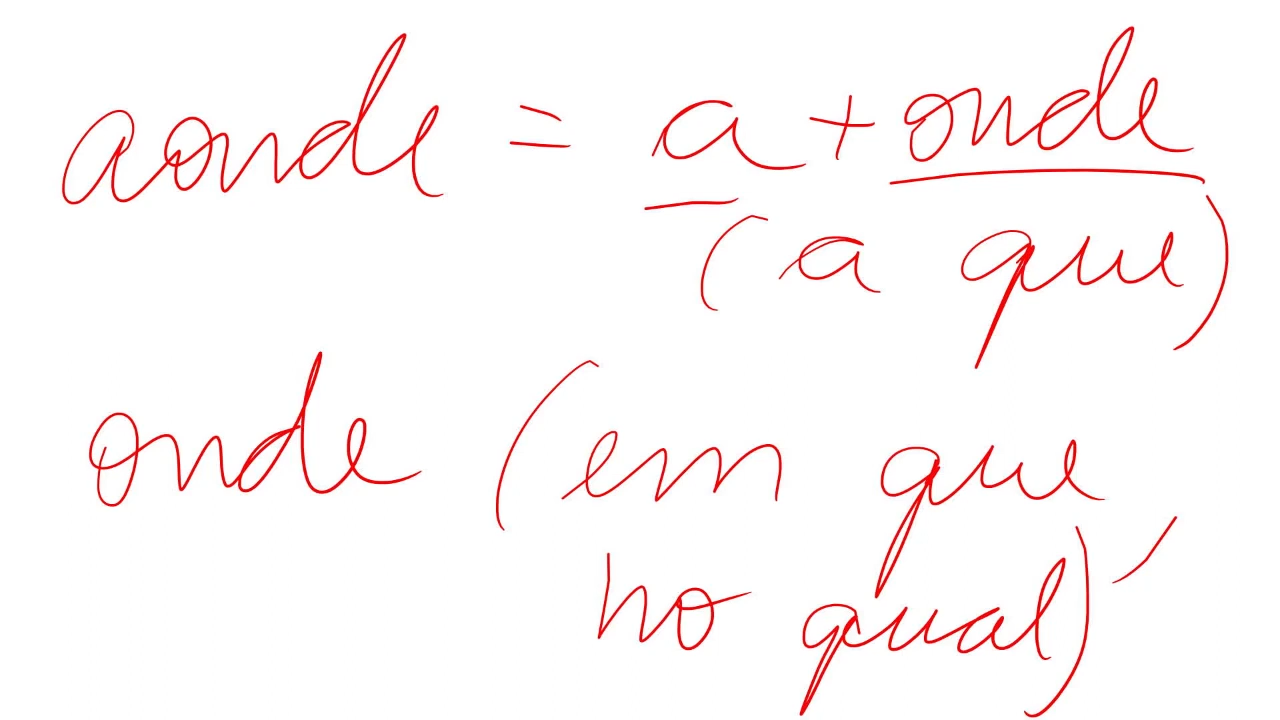 aonde = a + onde
(a que)
onde (em que
no qual)